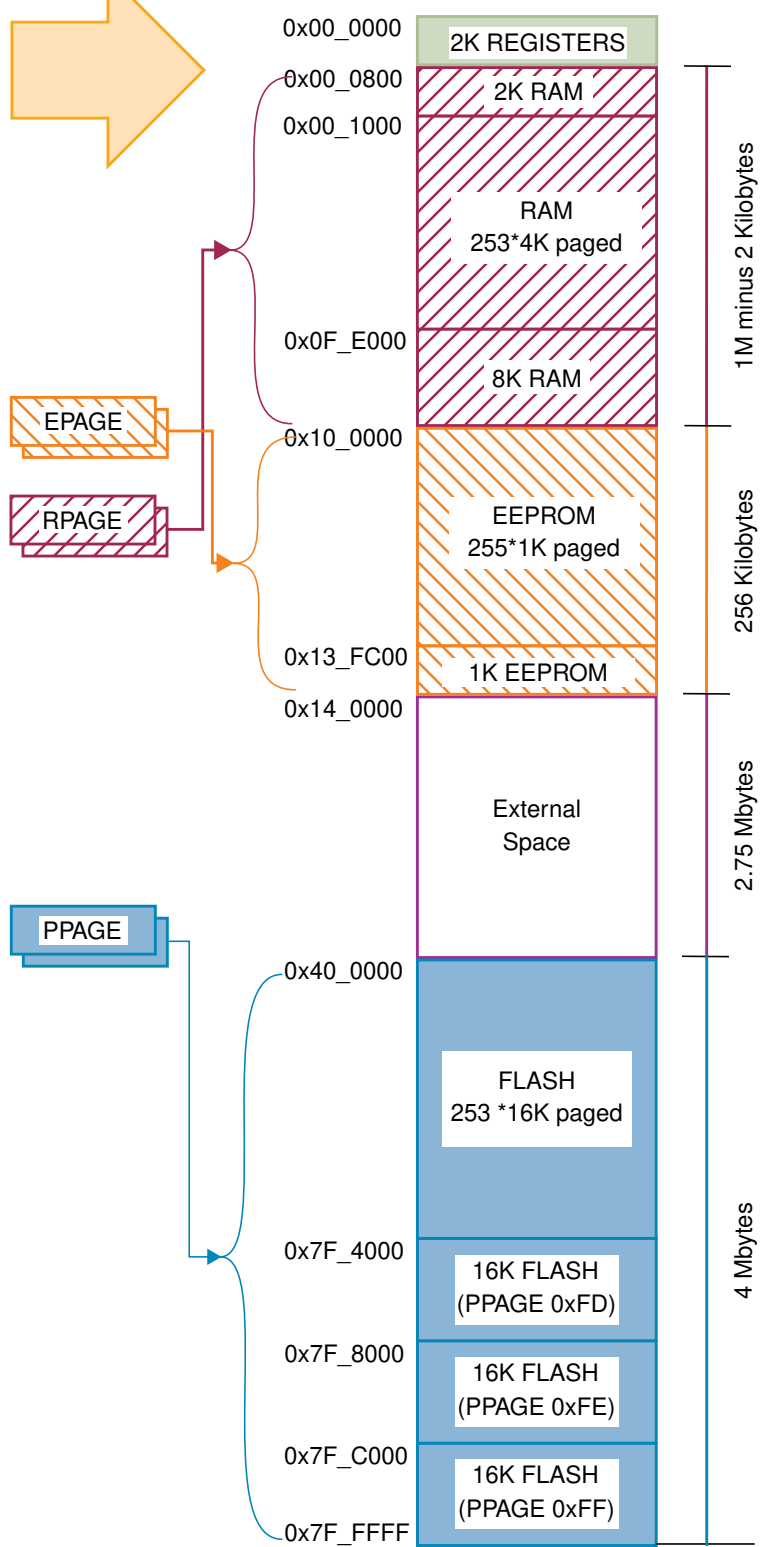 0x00_0000
2K REGISTERS
0x00_0800
2K RAM
0x00_1000
RAM
253*4K paged
1M minus 2 Kilobytes
0x0F_E000
8K RAM
EPAGE
0x10_0000
RPAGE
EEPROM
255*1K paged
256 Kilobytes
0x13_FC00
1K EEPROM
0x14_0000
External
Space
2.75 Mbytes
PPAGE
0x40_0000
FLASH
253 *16K paged
4 Mbytes
0x7F_4000
16K FLASH
(PPAGE 0xFD)
0x7F_8000
16K FLASH
(PPAGE 0xFE)
0x7F_C000
16K FLASH
(PPAGE 0xFF)
0x7F_FFFF